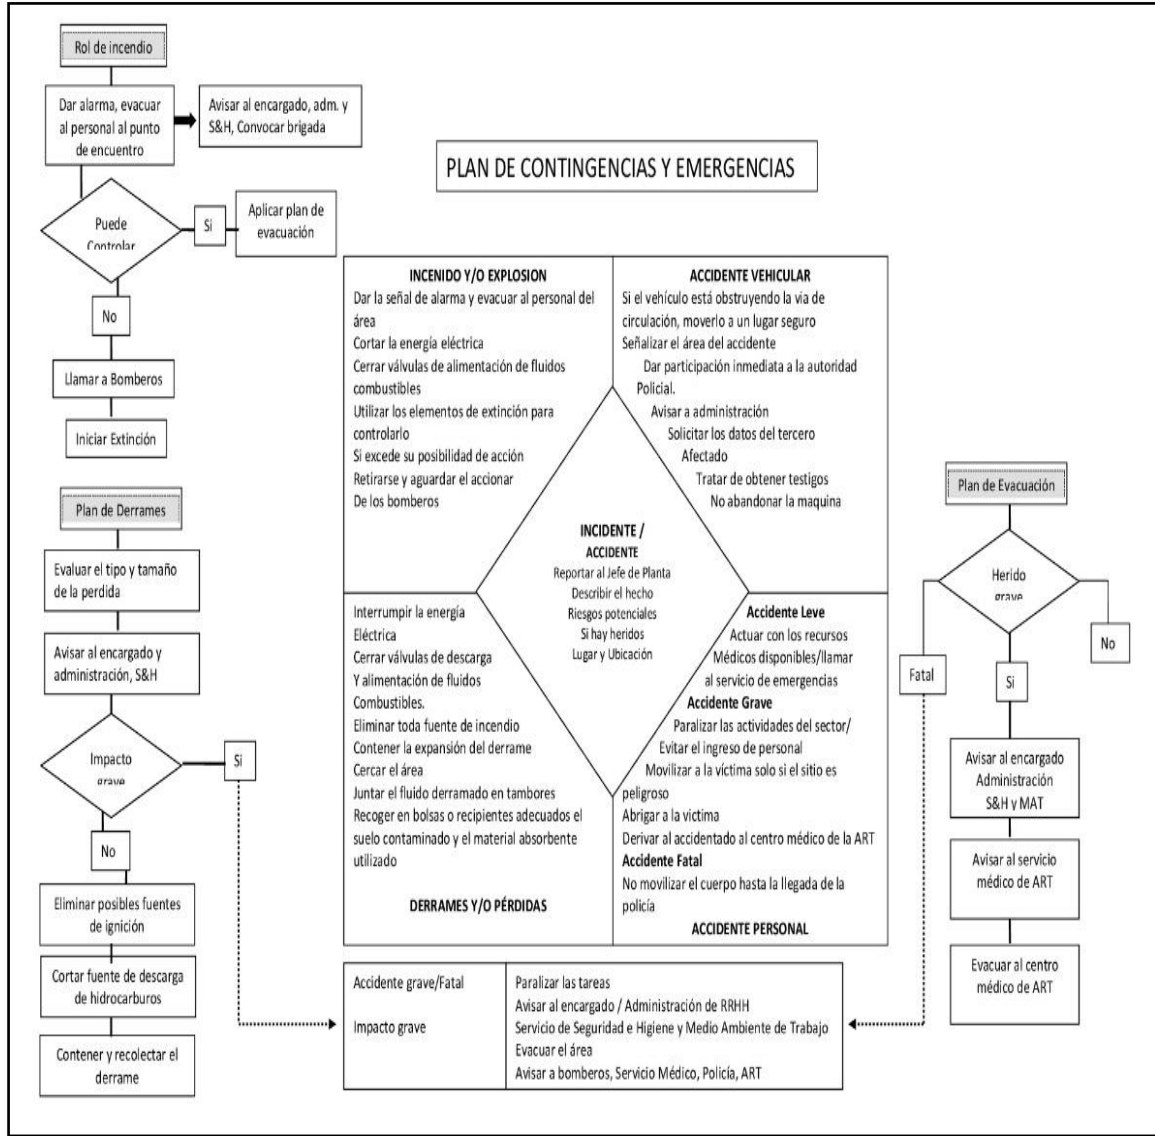 Rol de incendio
Dar alarma, evacuar
al personal al punto
de encuentro
Avisar al encargado, adm. y
S&H, Convocar brigada
PLAN DE CONTINGENCIAS Y EMERGENCIAS
Puede
Controlar
Si
Aplicar plan de
evacuación
No
Llamar a Bomberos
Iniciar Extinción
Plan de Derrames
Evaluar el tipo y tamaño
de la perdida
Avisar al encargado y
administración, S&H
Impacto
grave
Si
No
Eliminar posibles fuentes
de ignición
Cortar fuente de descarga
de hidrocarburos
Contener y recolectar el
derrame
INCENIDO Y/O EXPLOSION
Dar la señal de alarma y evacuar al personal del
área
Cortar la energía eléctrica
Cerrar válvulas de alimentación de fluidos
combustibles
Utilizar los elementos de extinción para
controlarlo
Si excede su posibilidad de acción
Retirarse y aguardar el accionar
De los bomberos
ACCIDENTE VEHICULAR
Si el vehículo está obstruyendo la via de
circulación, moverlo a un lugar seguro
Señalizar el área del accidente
Dar participación inmediata a la autoridad
Policial.
Avisar a administración
Solicitar los datos del tercero
Afectado
Tratar de obtener testigos
No abandonar la maquina
INCIDENTE /
ACCIDENTE
Reportar al Jefe de Planta
Describir el hecho
Riesgos potenciales
Si hay heridos
Lugar y Ubicación
Interrumpir la energía
Eléctrica
Cerrar válvulas de descarga
Y alimentación de fluidos
Combustibles.
Eliminar toda fuente de incendio
Contener la expansión del derrame
Cercar el área
Juntar el fluido derramado en tambores
Recoger en bolsas o recipientes adecuados el
suelo contaminado y el material absorbente
utilizado
DERRAMES Y/O PÉRDIDAS
Accidente Leve
Actuar con los recursos
Médicos disponibles/llamar
al servicio de emergencias
Accidente Grave
Paralizar las actividades del sector/
Evitar el ingreso de personal
Movilizar a la víctima solo si el sitio es
peligroso
Abrigar a la victima
Derivar al accidentado al centro médico de la ART
Accidente Fatal
No movilizar el cuerpo hasta la llegada de la
policía
ACCIDENTE PERSONAL
Accidente grave/Fatal
Impacto grave
Paralizar las tareas
Avisar al encargado / Administración de RRHH
Servicio de Seguridad e Higiene y Medio Ambiente de Trabajo
Evacuar el área
Avisar a bomberos, Servicio Médico, Policía, ART
Plan de Evacuación
Herido
grave
No
Fatal
Si
Avisar al encargado
Administración
S&H y MAT
Avisar al servicio
médico de ART
Evacuar al centro
médico de ART